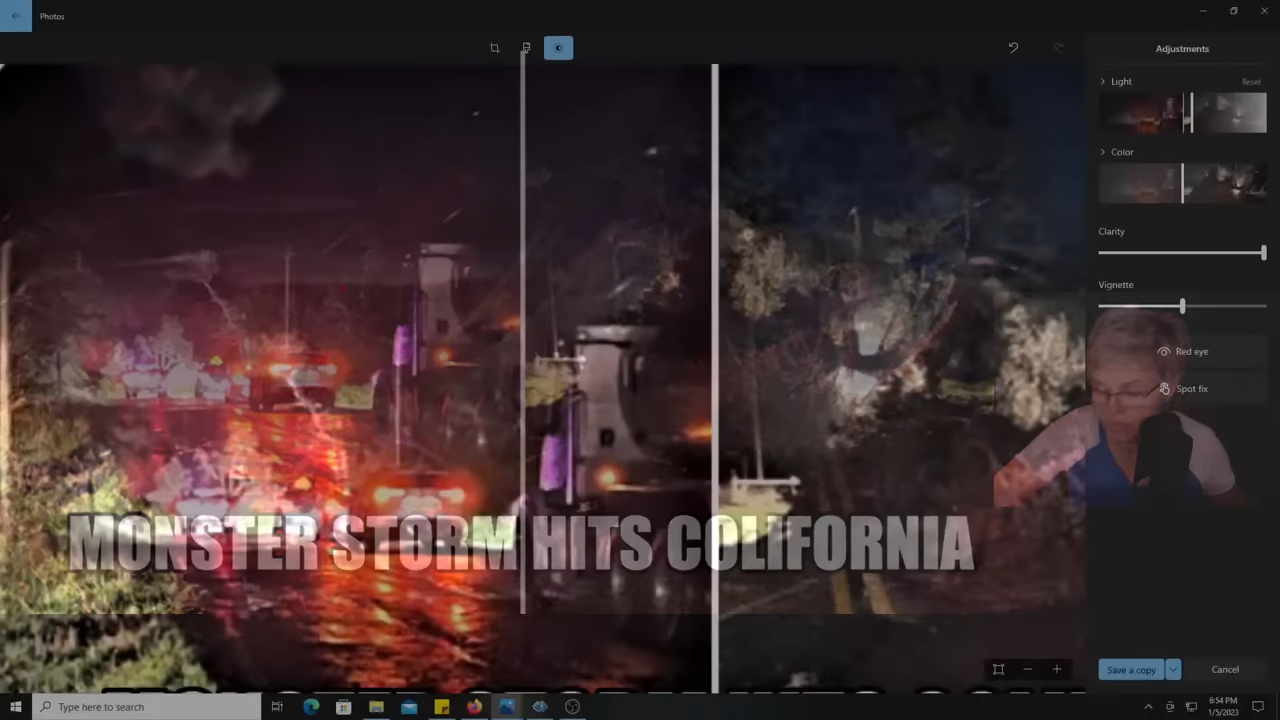 Photos
Adjustments
Light
Reset
Color
Clarity
Vignette
Red eye
Spot fix
MONSTER STORM HITS COLIFORNIA
Save a copy
Cancel
Type here to search
6:54 PM
1/5/2023